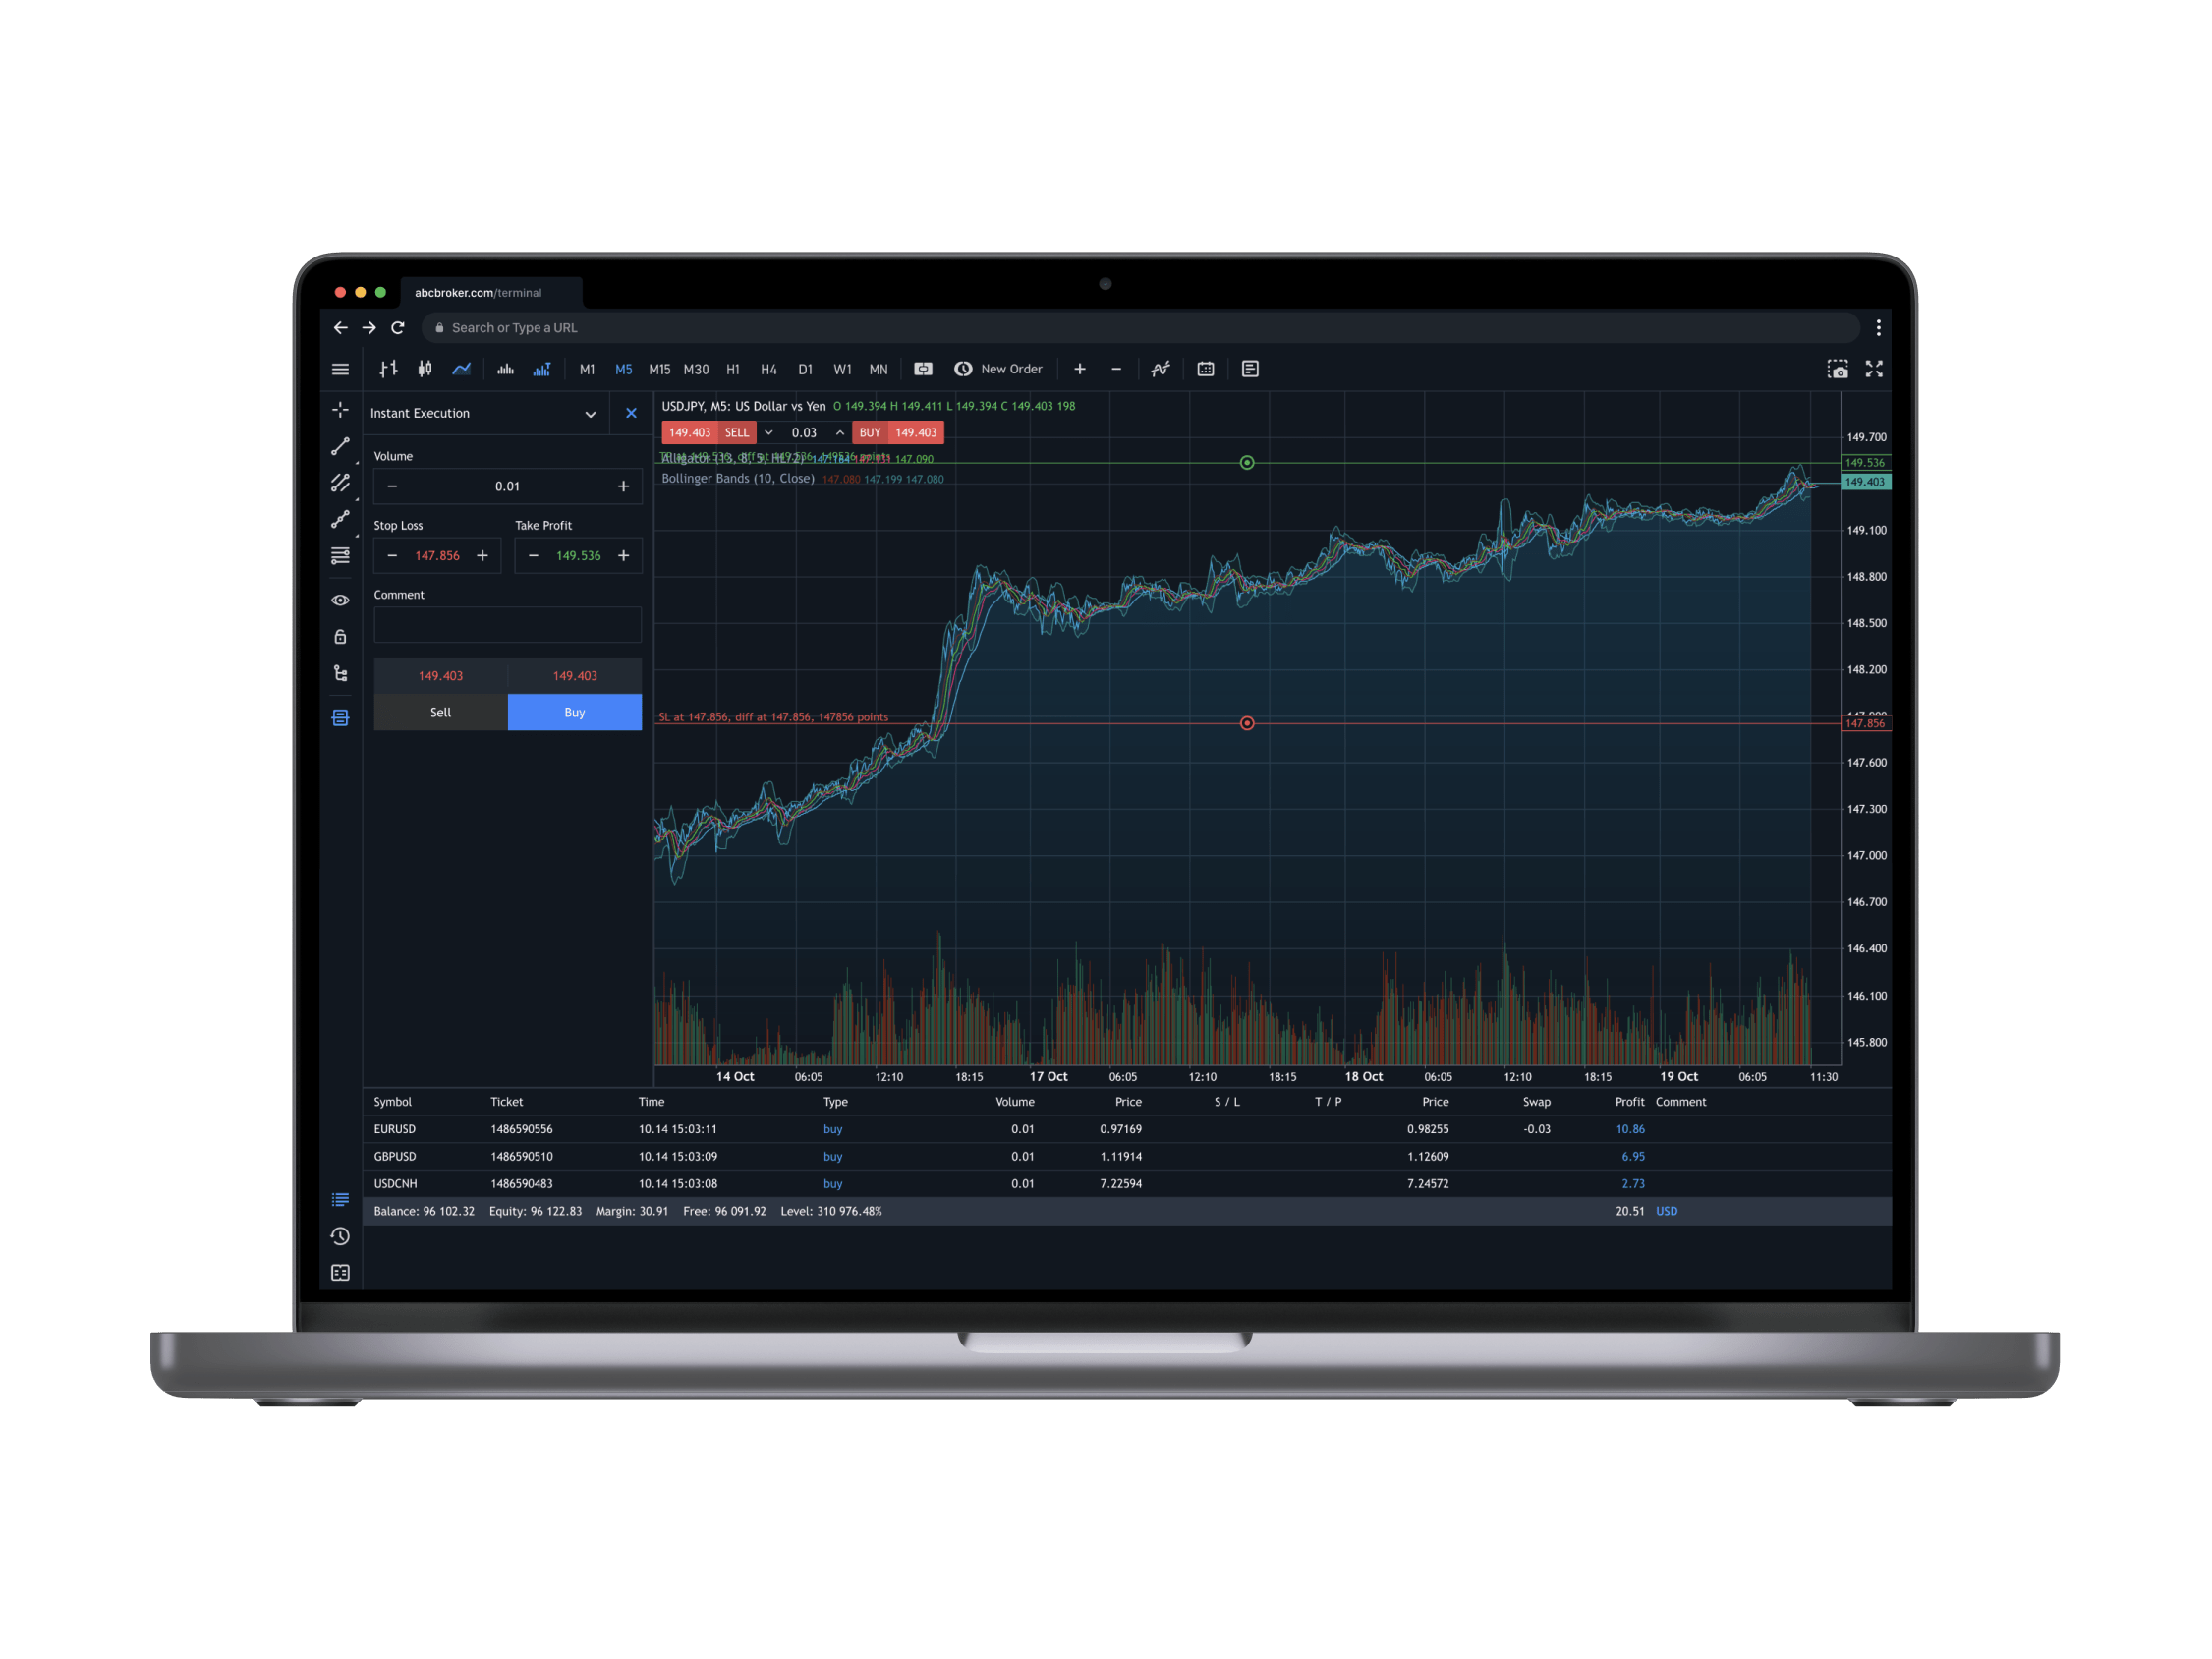 abcbroker.com/terminal
Search or Type a URL
M1 M5 M15 M30 H1 H4 D1 W1 MN New Order
Instant Execution
Volume
0.01
Stop Loss Take Profit
147.856 149.536
Comment
149.403 149.403
Sell Buy
USDJPY, M5: US Dollar vs Yen O 149.394 H 149.411 L 149.394 C 149.403 198
149.403 SELL 0.03 BUY 149.403
Alligator (13, 8, 5, HL/2) 147.090
Bollinger Bands (10, Close) 147.080 147.199 147.080
SL at 147.856, diff at 147.856, 147856 points
149.700
149.536
149.403
149.100
148.800
148.500
148.200
147.856
147.600
147.300
147.000
146.700
146.400
146.100
145.800
14 Oct 06:05 12:10 18:15 17 Oct 06:05 12:10 18:15 18 Oct 06:05 12:10 18:15 19 Oct 06:05 11:30
Symbol Ticket Time Type Volume Price S / L T / P Price Swap Profit Comment
EURUSD 1486590556 10.14 15:03:11 buy 0.01 0.97169 0.98255 -0.03 10.86
GBPUSD 1486590510 10.14 15:03:09 buy 0.01 1.11914 1.12609 6.95
USDCNH 1486590483 10.14 15:03:08 buy 0.01 7.22594 7.24572 2.73
Balance: 96 102.32 Equity: 96 122.83 Margin: 30.91 Free: 96 091.92 Level: 310 976.48% 20.51 USD